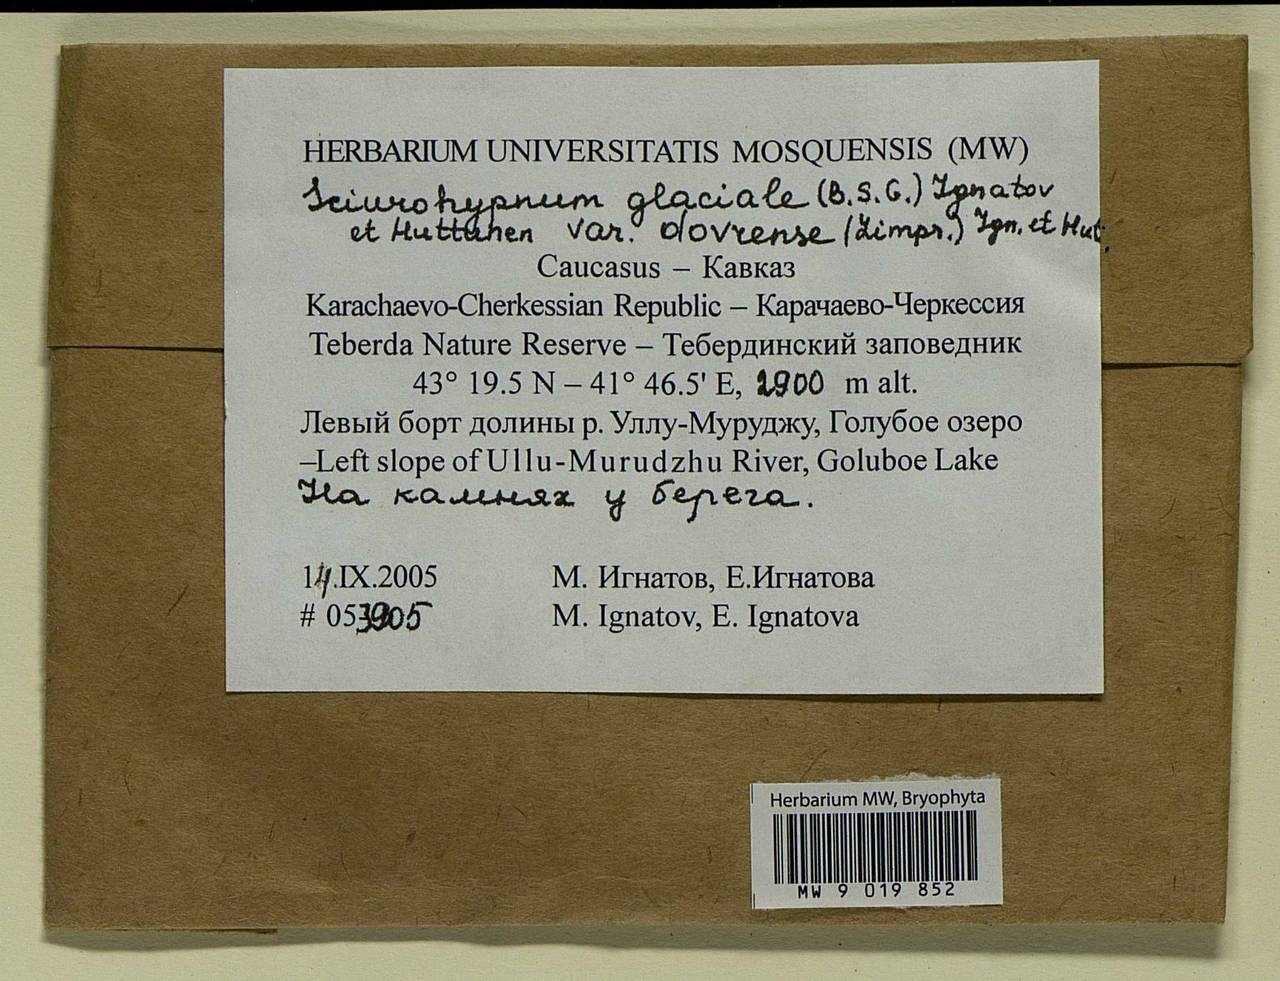 HERBARIUM UNIVERSITATIS MOSQUENSIS (MW)
Sciurohypnum glaciale (B.S.G.) Ignatov
et Huttunen var. dovrense (Limpr.) Ign. et Hut.
Caucasus – Кавказ
Karachaevo-Cherkessian Republic – Карачаево-Черкессия
Teberda Nature Reserve – Тебердинский заповедник
43° 19.5 N – 41° 46.5' E, 2900 m alt.
Левый борт долины р. Уллу-Муруджу, Голубое озеро
–Left slope of Ullu-Murudzhu River, Goluboe Lake
На камнях у берега.
14.IX.2005 М. Игнатов, Е.Игнатова
# 053905 M. Ignatov, E. Ignatova
Herbarium MW, Bryophyta
MW 9 019 852